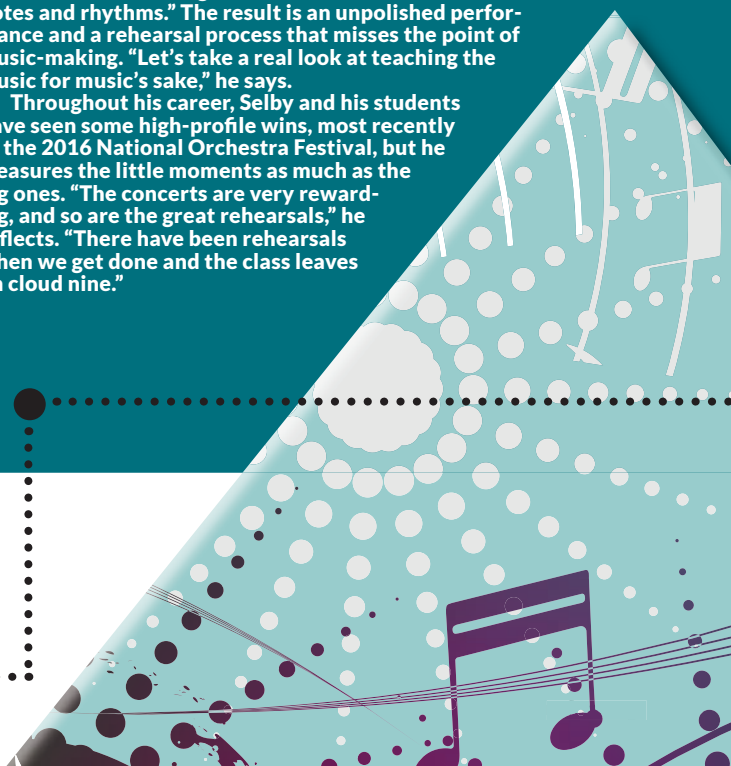 otes and rhythms.” The result is an unpolished perfor-
ance and a rehearsal process that misses the point of
usic-making. “Let’s take a real look at teaching the
usic for music’s sake,” he says.
Throughout his career, Selby and his students
ave seen some high-profile wins, most recently
the 2016 National Orchestra Festival, but he
easures the little moments as much as the
g ones. “The concerts are very reward-
g, and so are the great rehearsals,” he
flects. “There have been rehearsals
hen we get done and the class leaves
n cloud nine.”